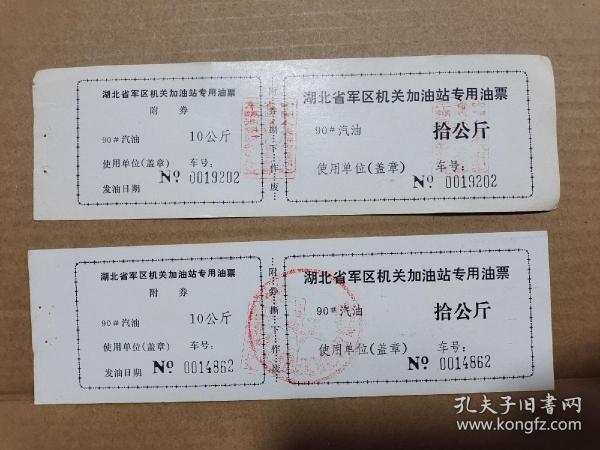 湖北省军区机关加油站专用油票
附 券
90#汽油 10公斤
使用单位(盖章) 车号:
发油日期 № 0019202
附券撕下作废
湖北省军区机关加油站专用油票
90#汽油 拾公斤
使用单位(盖章) 车号:
№ 0019202
湖北省军区机关加油站专用油票
附 券
90#汽油 10公斤
使用单位(盖章) 车号:
发油日期 № 0014862
附券撕下作废
湖北省军区机关加油站专用油票
90#汽油 拾公斤
使用单位(盖章) 车号:
№ 0014862
孔夫子旧书网
www.kongfz.com